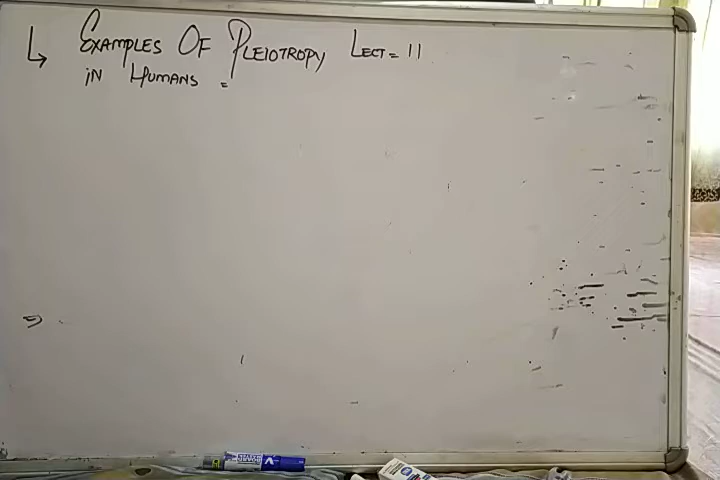 ↳ Examples Of Pleiotropy Lect = 11
in Humans =
⇒